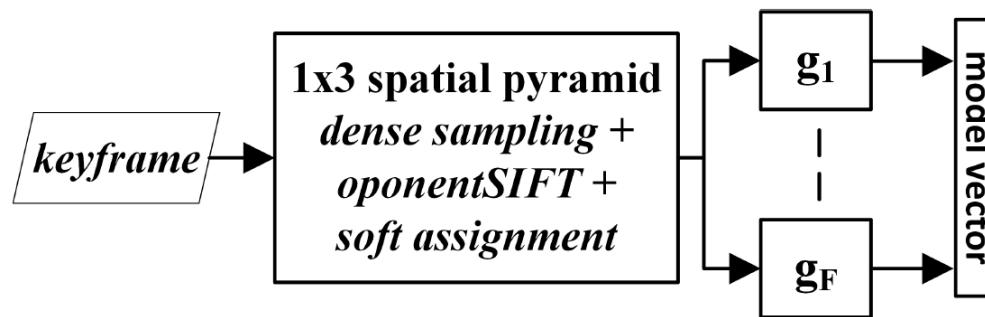 keyframe
1x3 spatial pyramid
dense sampling +
oponentSIFT +
soft assignment
g1
gF
model vector